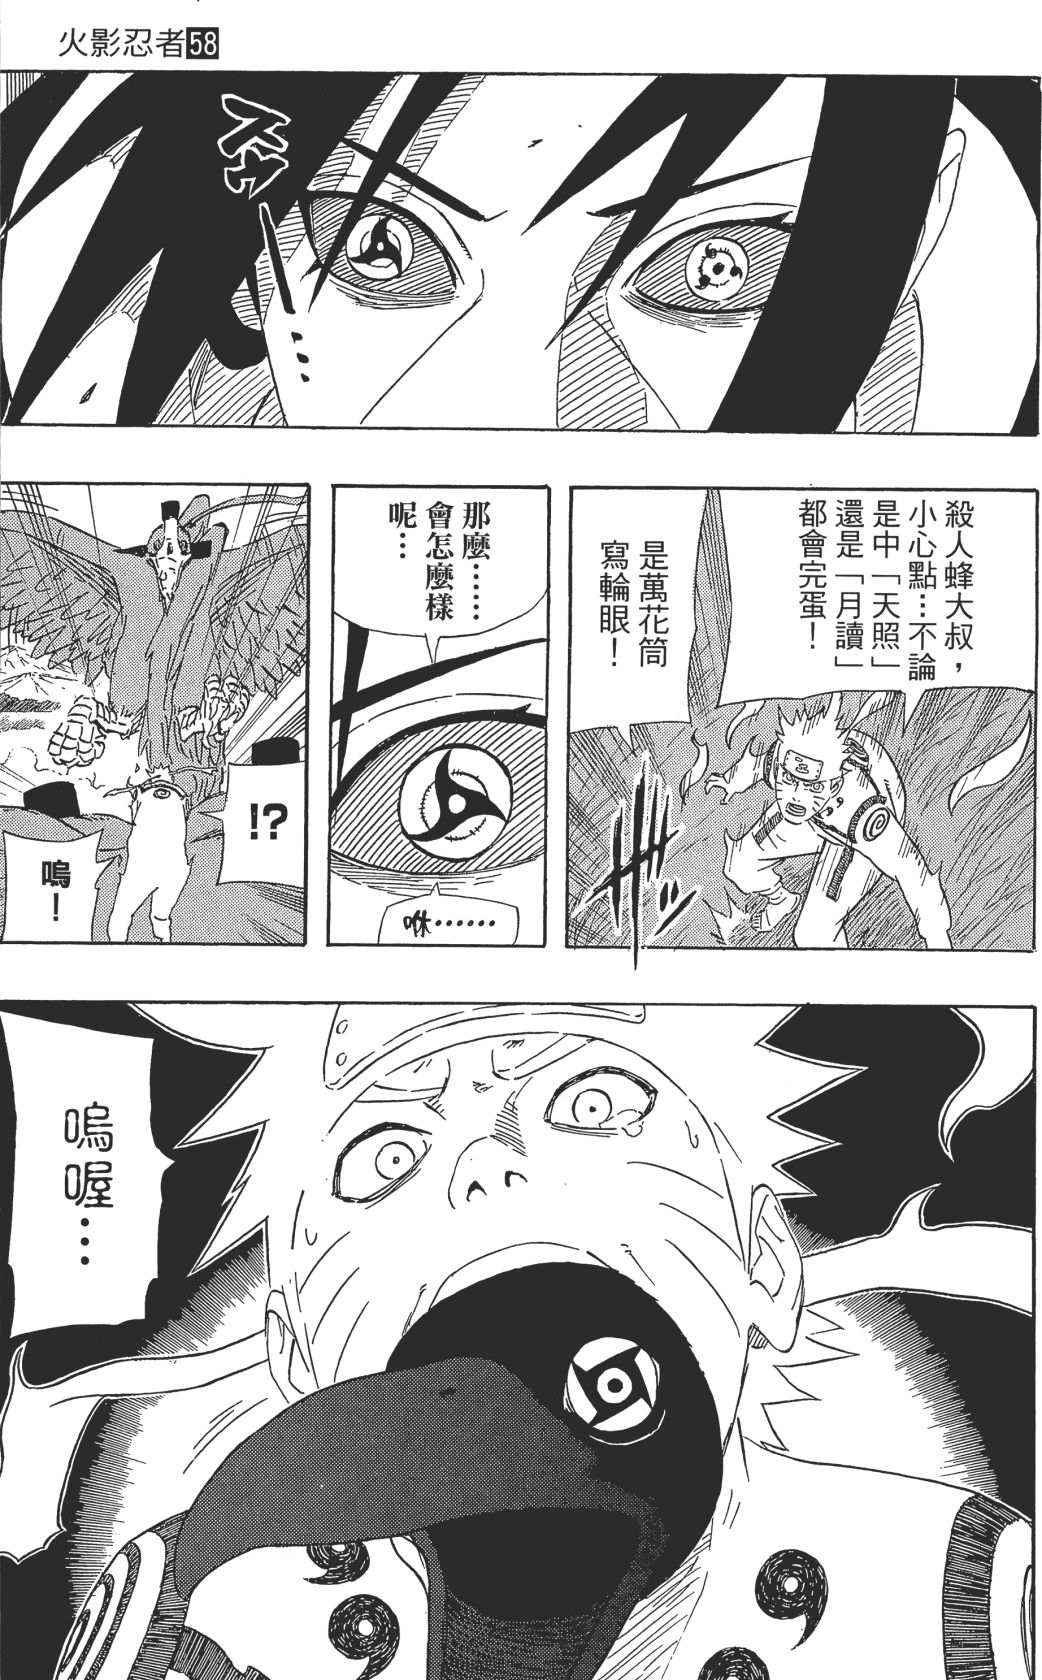 火影忍者58
ズウ…
殺人蜂大叔，
小心點…不論
是中「天照」
還是「月讀」
都會完蛋！
是萬花筒
寫輪眼！
那麼……
會怎麼樣
呢…
咻……
!?
嗚！
嗚喔…